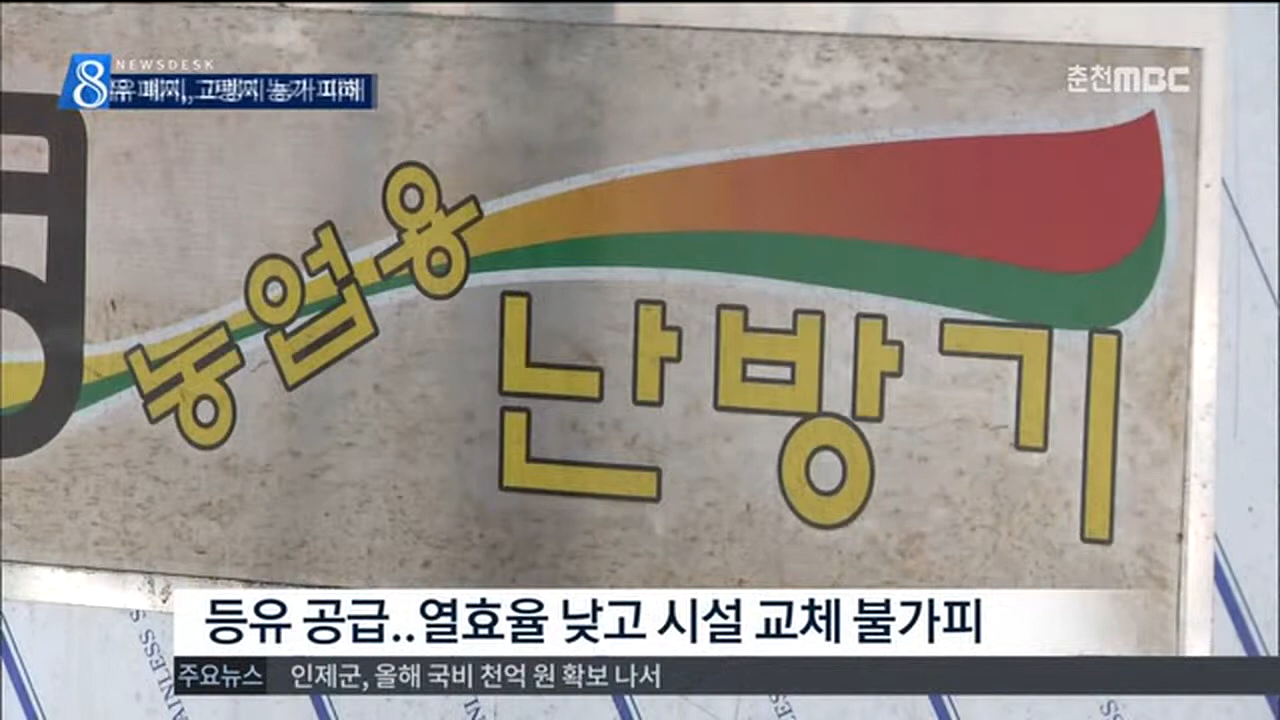 NEWSDESK
8
춘천MBC
농업용
난방기
등유 공급..열효율 낮고 시설 교체 불가피
주요뉴스 인제군, 올해 국비 천억 원 확보 나서